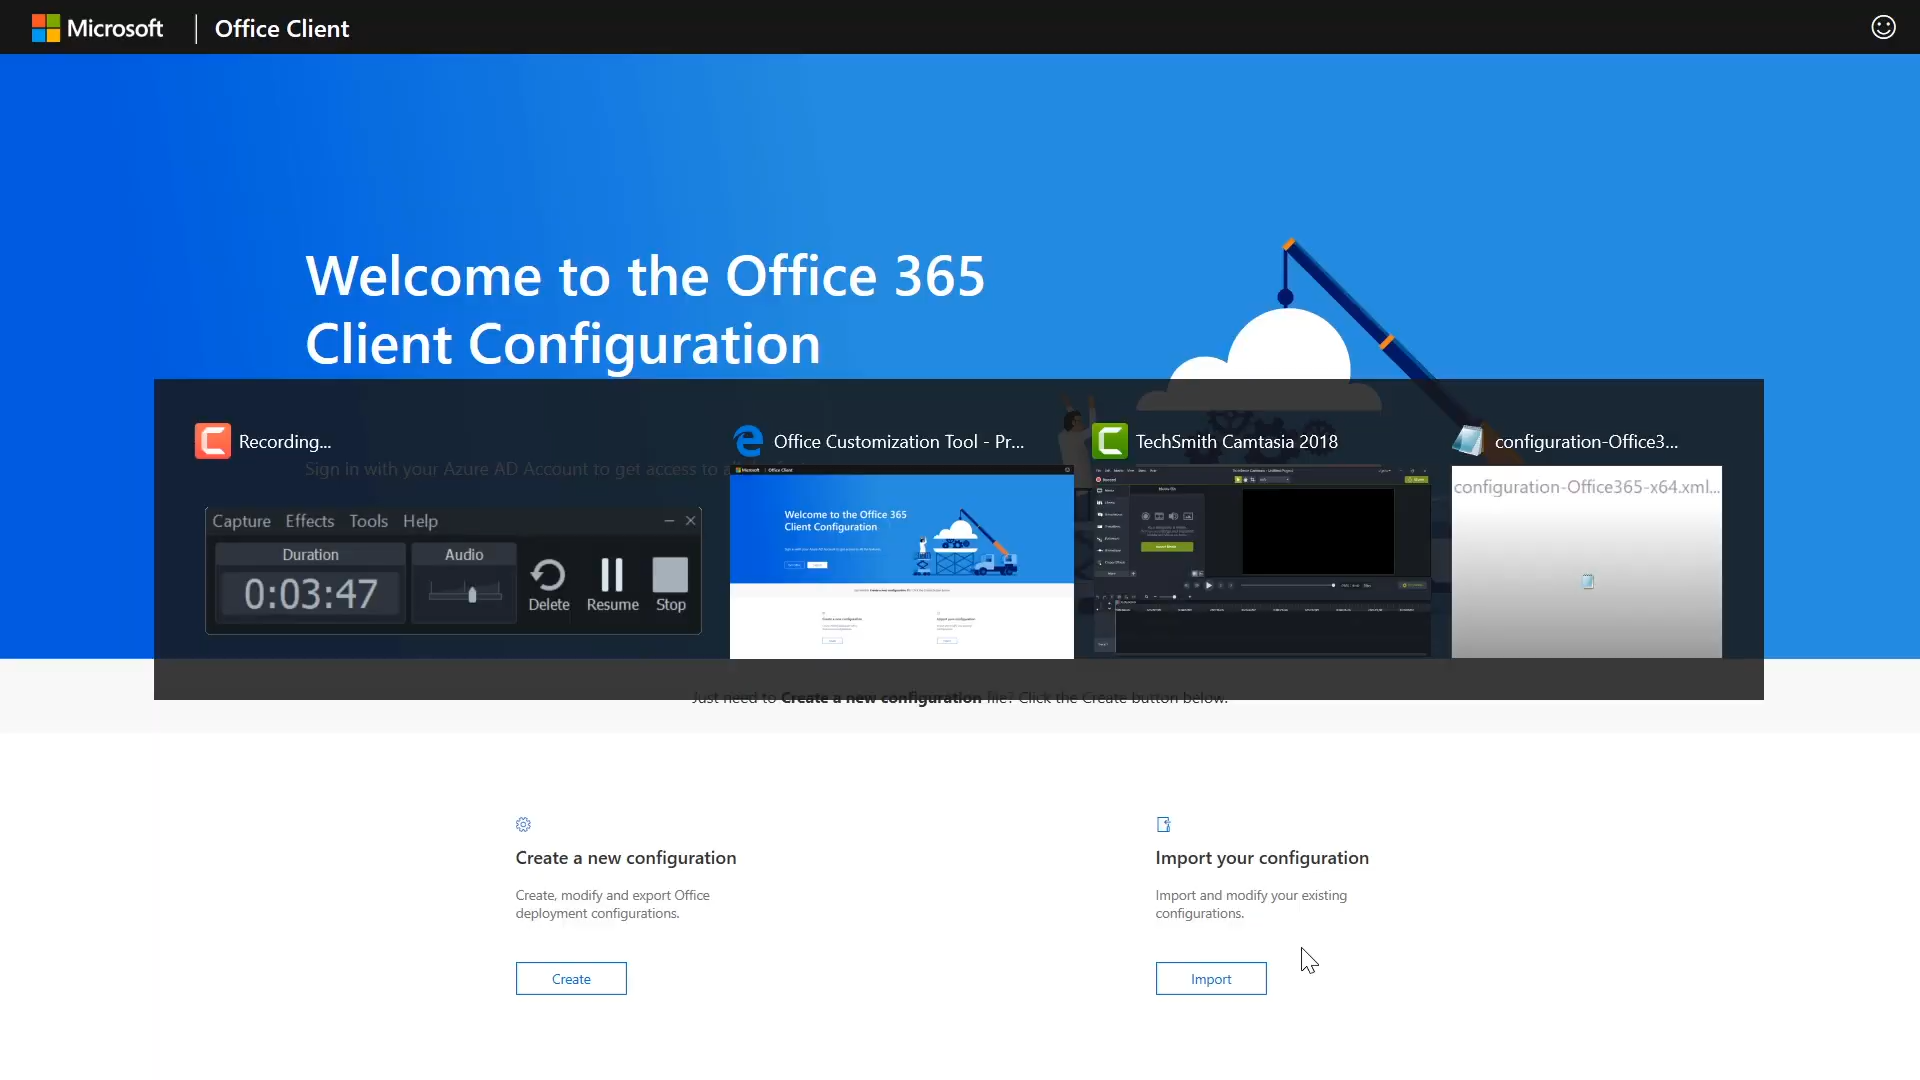 Microsoft
Office Client
Welcome to the Office 365
Client Configuration
Sign in with your Azure AD Account to get access to a
Recording...
Office Customization Tool - Pr...
TechSmith Camtasia 2018
configuration-Office3...
Capture Effects Tools Help
Duration
Audio
0:03:47
Delete
Resume
Stop
Microsoft Office Client
Welcome to the Office 365
Client Configuration
configuration-Office365-x64.xml...
Just need to Create a new configuration file? Click the Create button below.
Create a new configuration
Create, modify and export Office
deployment configurations.
Create
Import your configuration
Import and modify your existing
configurations.
Import